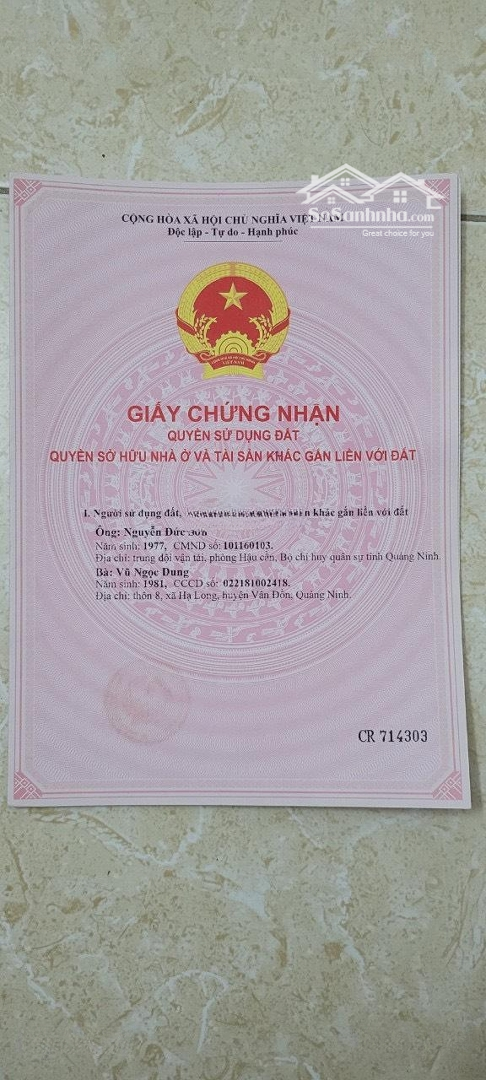 SoSanhnha.com
Great choice for you
CỘNG HÒA XÃ HỘI CHỦ NGHĨA VIỆT NAM
Độc lập - Tự do - Hạnh phúc
VIỆT NAM
GIẤY CHỨNG NHẬN
QUYỀN SỬ DỤNG ĐẤT
QUYỀN SỞ HỮU NHÀ Ở VÀ TÀI SẢN KHÁC GẮN LIỀN VỚI ĐẤT
I. Người sử dụng đất, khác gắn liền với đất
Ông: Nguyễn Đức
Năm sinh: 1977, CMND số: 101160103.
Địa chỉ: trung đội vận tải, phòng Hậu cần, Bộ chỉ huy quân sự tỉnh Quảng Ninh.
Bà: Vũ Ngọc Dung
Năm sinh: 1981, CCCD số: 022181002418.
Địa chỉ: thôn 8, xã Hạ Long, huyện Vân Đồn, Quảng Ninh.
CR 714303